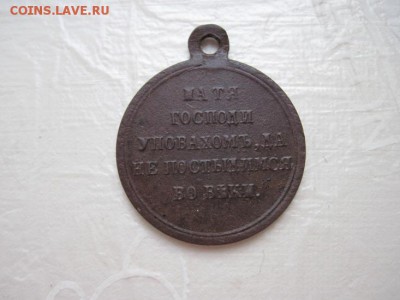 COINS.LAVE.RU
НА ТЯ
ГОСПОДИ
УПОВАХОМЪ, ДА
НЕ ПОСТЫДИМСЯ
ВО ВѢКИ.